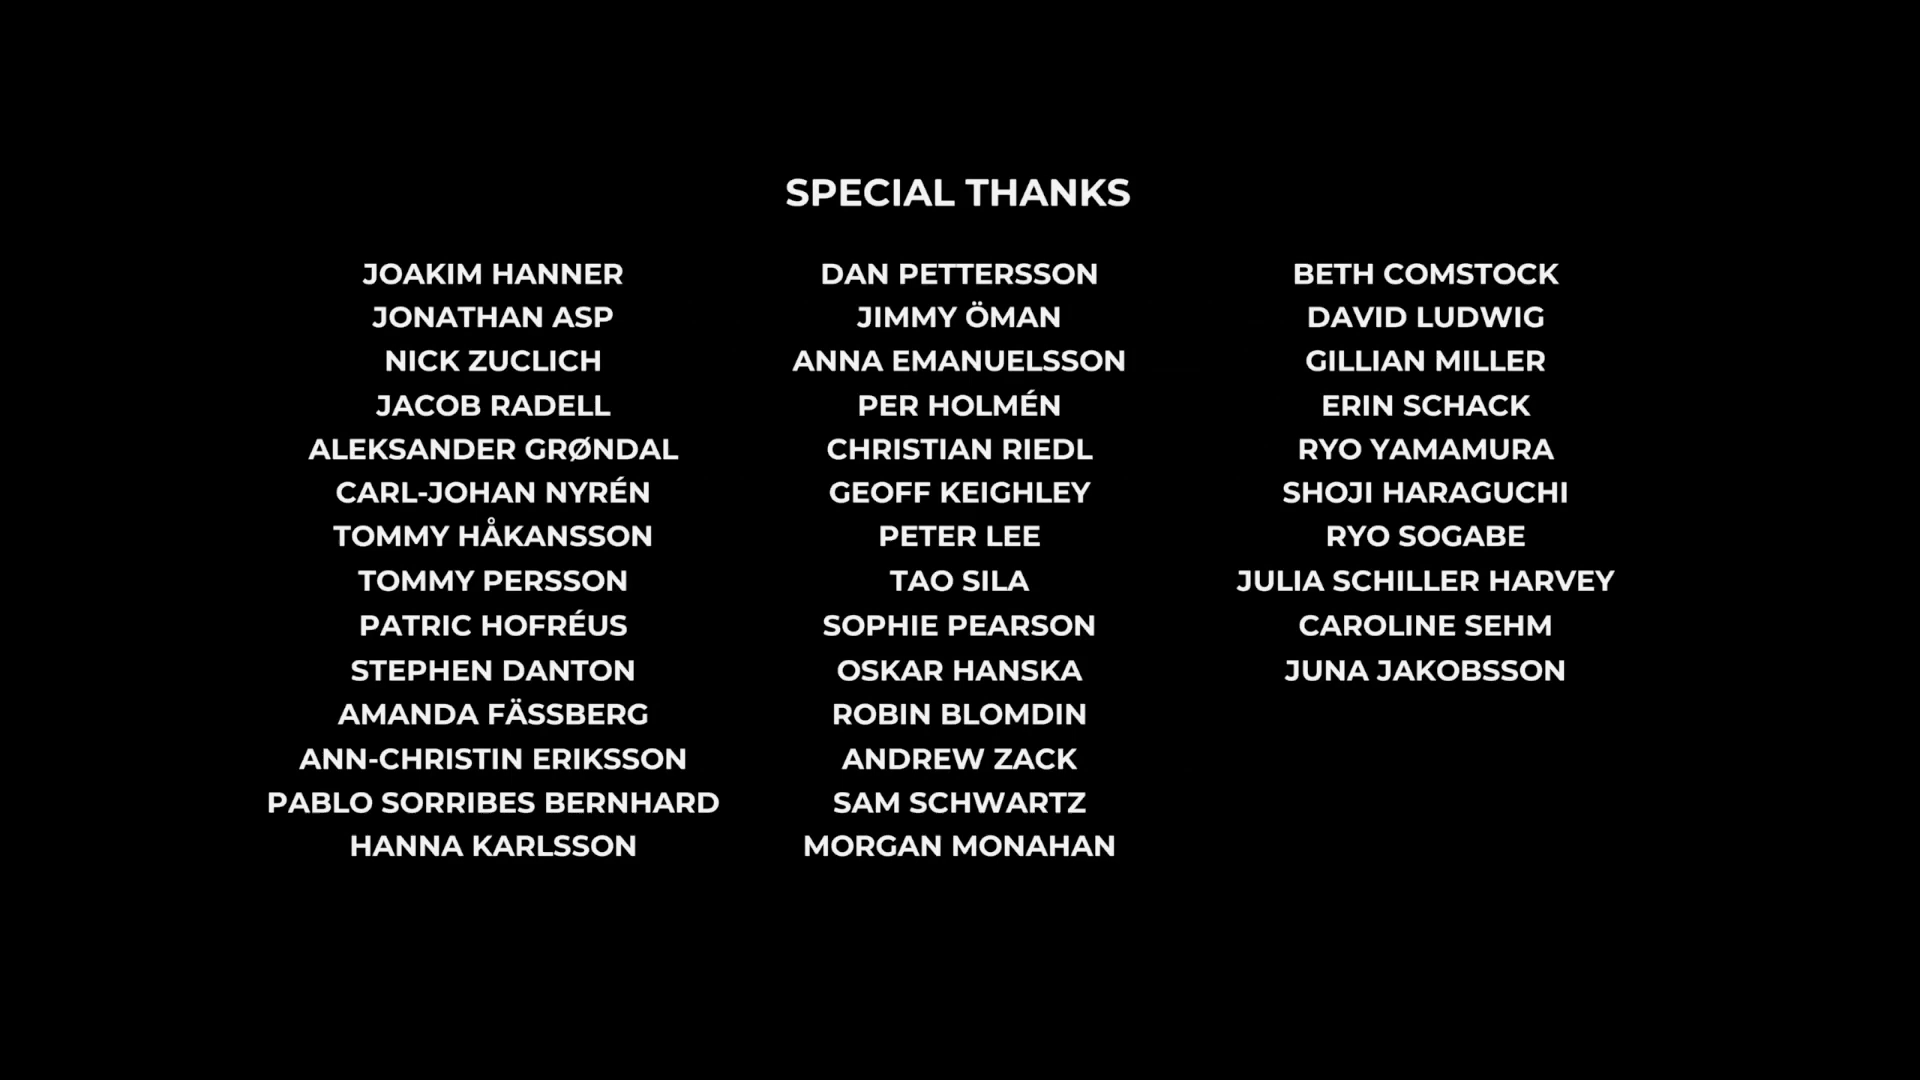 SPECIAL THANKS
JOAKIM HANNER
JONATHAN ASP
NICK ZUCLICH
JACOB RADELL
ALEKSANDER GRØNDAL
CARL-JOHAN NYRÉN
TOMMY HÅKANSSON
TOMMY PERSSON
PATRIC HOFRÉUS
STEPHEN DANTON
AMANDA FÄSSBERG
ANN-CHRISTIN ERIKSSON
PABLO SORRIBES BERNHARD
HANNA KARLSSON
DAN PETTERSSON
JIMMY ÖMAN
ANNA EMANUELSSON
PER HOLMÉN
CHRISTIAN RIEDL
GEOFF KEIGHLEY
PETER LEE
TAO SILA
SOPHIE PEARSON
OSKAR HANSKA
ROBIN BLOMDIN
ANDREW ZACK
SAM SCHWARTZ
MORGAN MONAHAN
BETH COMSTOCK
DAVID LUDWIG
GILLIAN MILLER
ERIN SCHACK
RYO YAMAMURA
SHOJI HARAGUCHI
RYO SOGABE
JULIA SCHILLER HARVEY
CAROLINE SEHM
JUNA JAKOBSSON